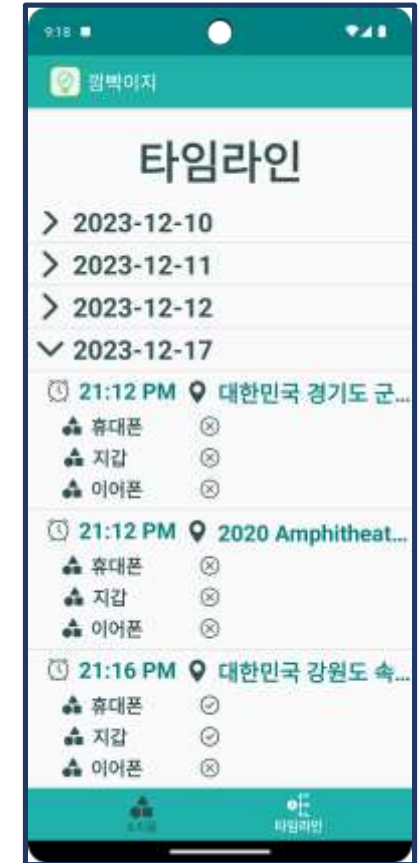 9:18
깜빡이지
타임라인
2023-12-10
2023-12-11
2023-12-12
2023-12-17
21:12 PM 대한민국 경기도 군...
휴대폰
지갑
이어폰
21:12 PM 2020 Amphitheat...
휴대폰
지갑
이어폰
21:16 PM 대한민국 강원도 속...
휴대폰
지갑
이어폰
타임라인